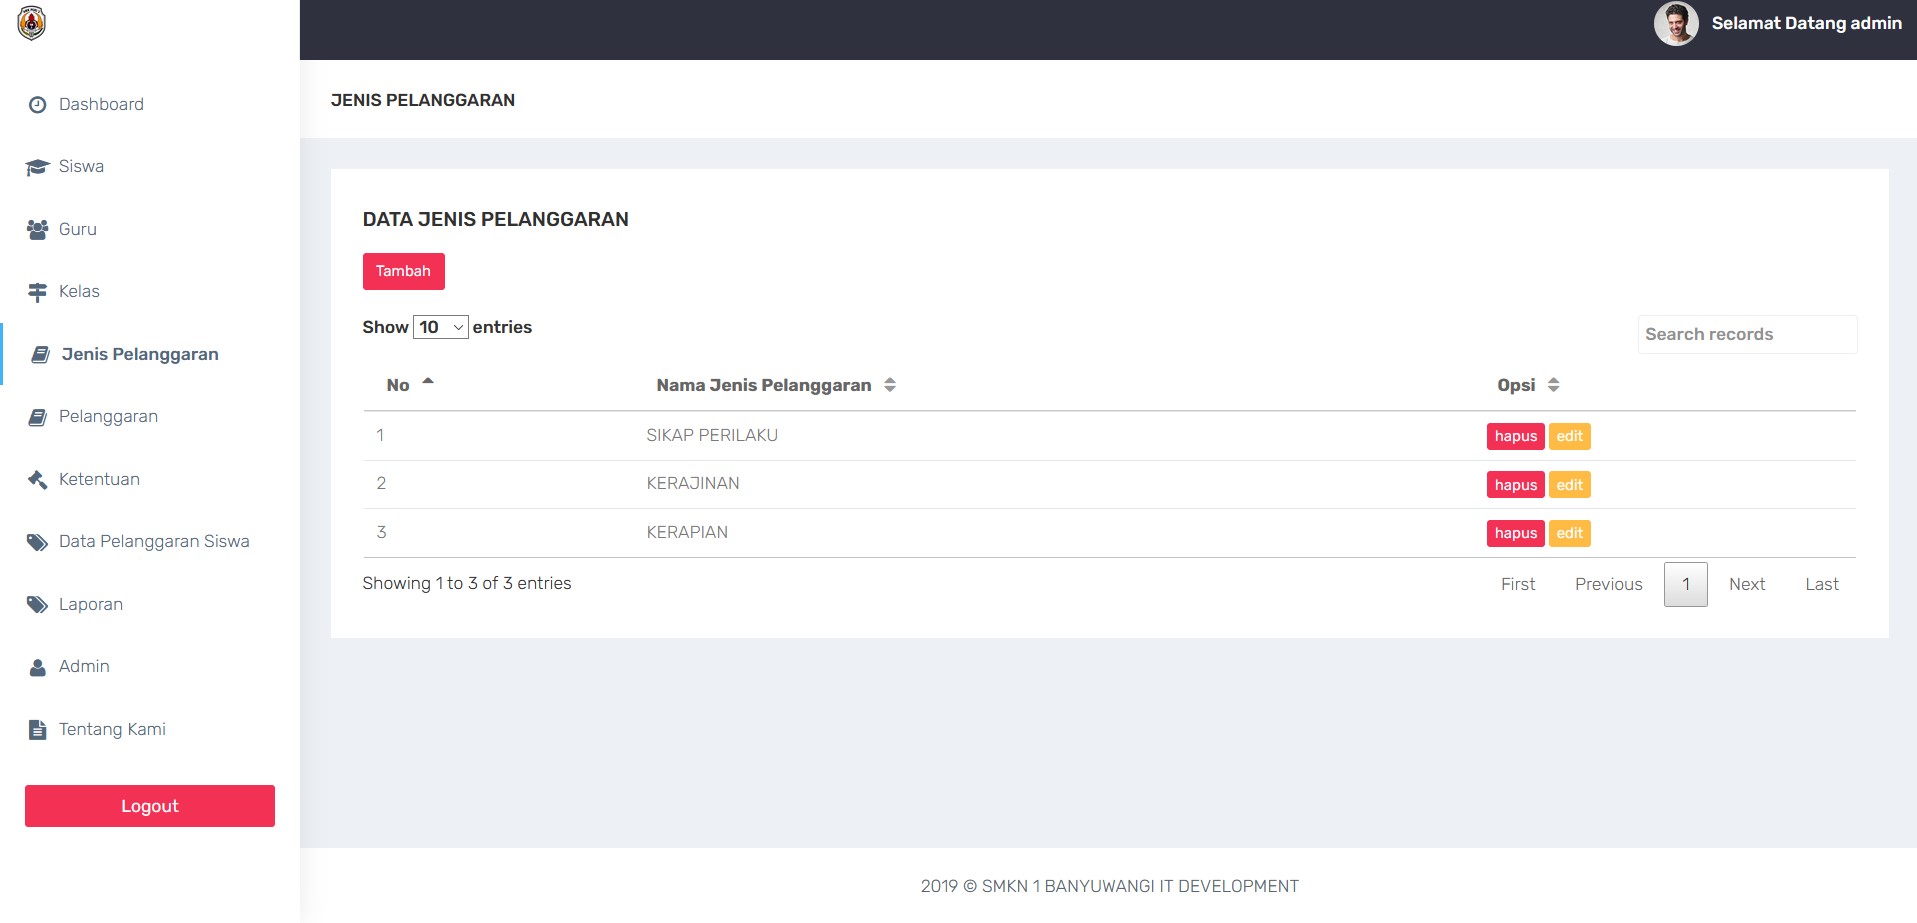 Selamat Datang admin
Dashboard
Siswa
Guru
Kelas
Jenis Pelanggaran
Pelanggaran
Ketentuan
Data Pelanggaran Siswa
Laporan
Admin
Tentang Kami
Logout
JENIS PELANGGARAN
DATA JENIS PELANGGARAN
Tambah
Show 10 entries
Search records
No Nama Jenis Pelanggaran Opsi
1 SIKAP PERILAKU hapus edit
2 KERAJINAN hapus edit
3 KERAPIAN hapus edit
Showing 1 to 3 of 3 entries
First Previous 1 Next Last
2019 © SMKN 1 BANYUWANGI IT DEVELOPMENT